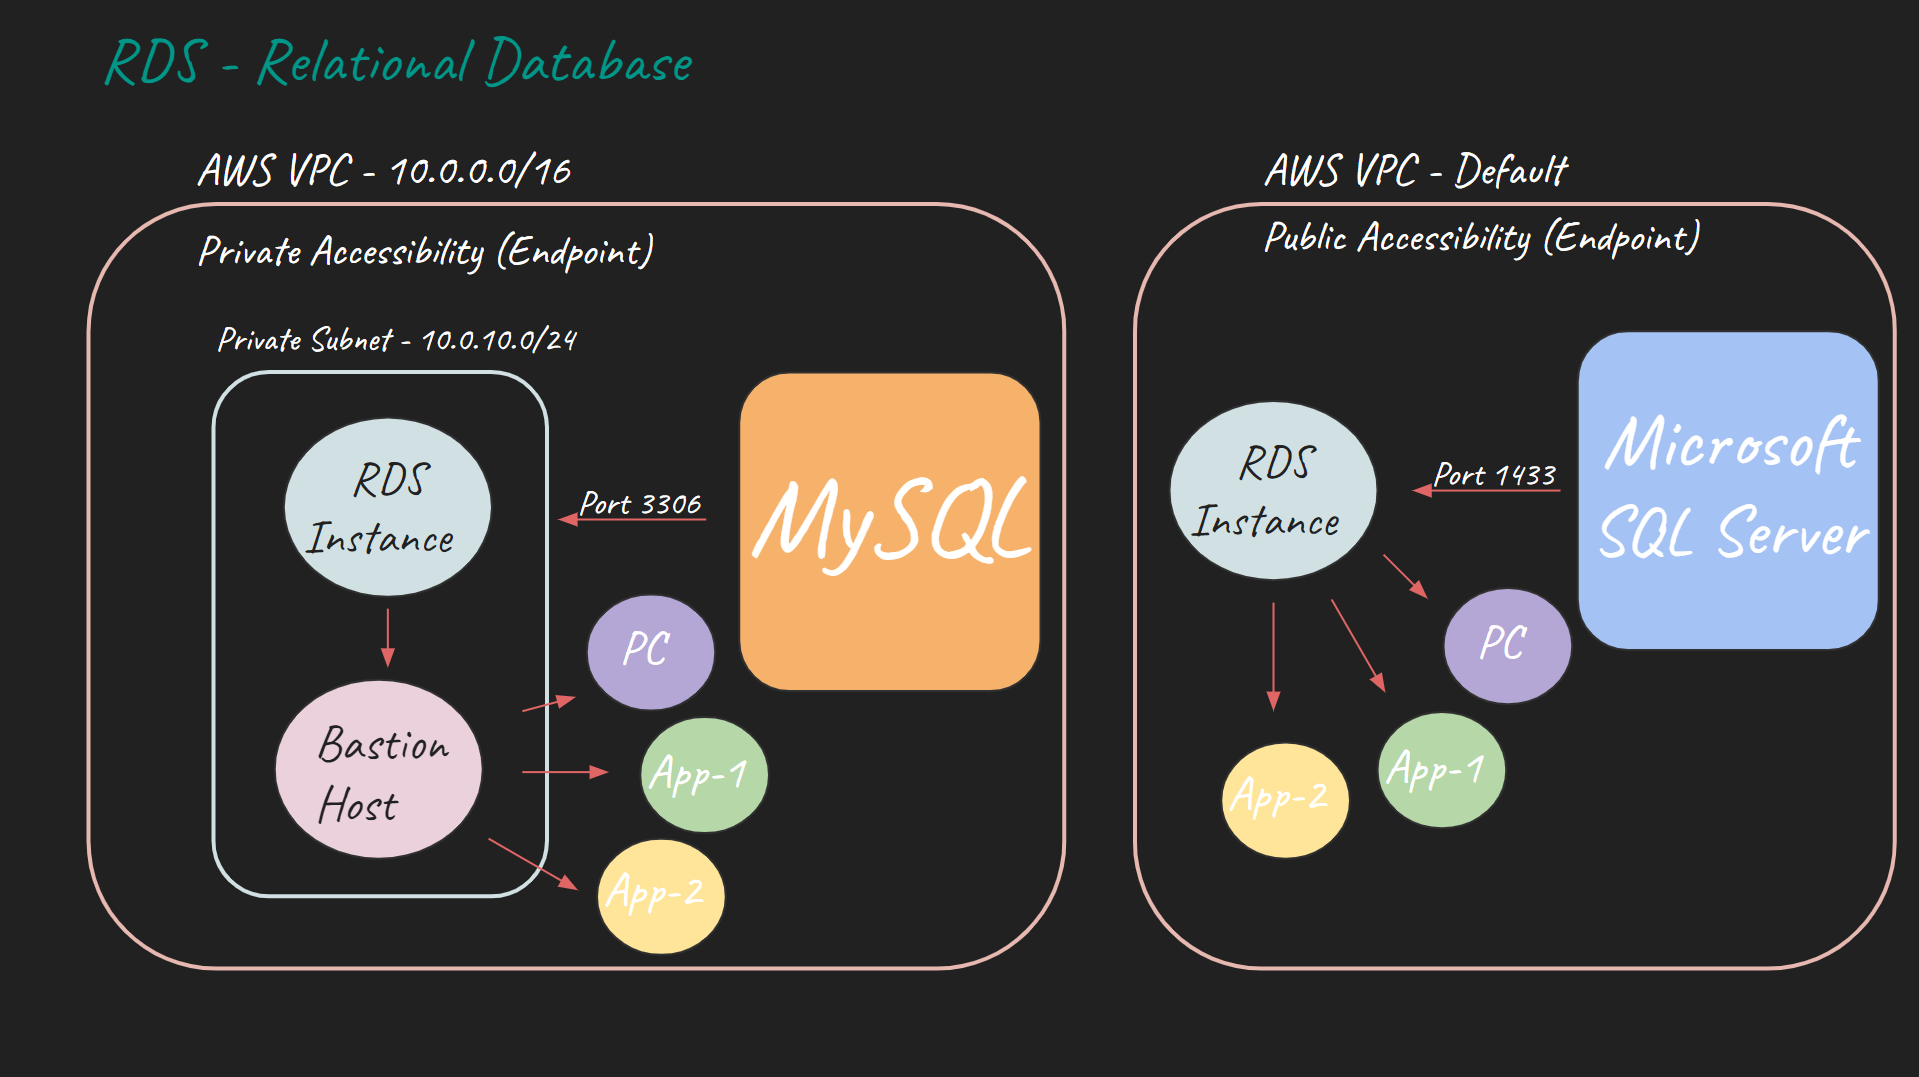 RDS - Relational Database
AWS VPC - 10.0.0.0/16
Private Accessibility (Endpoint)
Private Subnet - 10.0.10.0/24
RDS
Instance
Port 3306
MySQL
Bastion
Host
PC
App-1
App-2
AWS VPC - Default
Public Accessibility (Endpoint)
RDS
Instance
Port 1433
Microsoft
SQL Server
PC
App-1
App-2